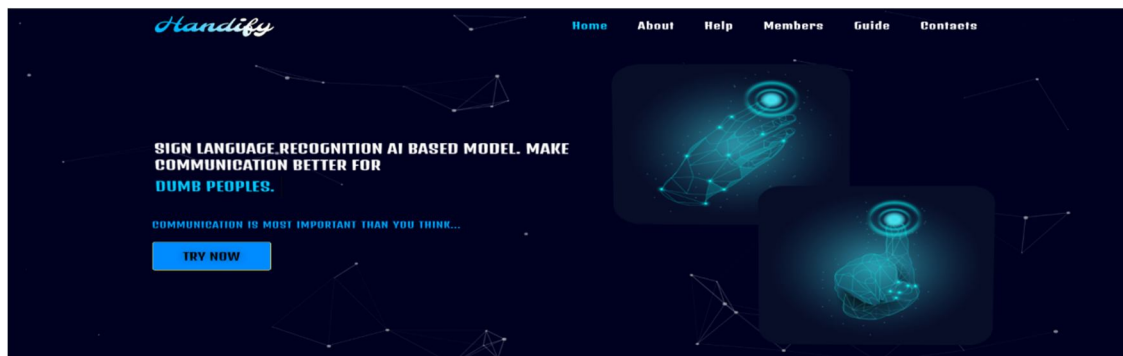 Handify
Home About Help Members Guide Contacts
SIGN LANGUAGE RECOGNITION AI BASED MODEL. MAKE
COMMUNICATION BETTER FOR
DUMB PEOPLES.
COMMUNICATION IS MOST IMPORTANT THAN YOU THINK...
TRY NOW